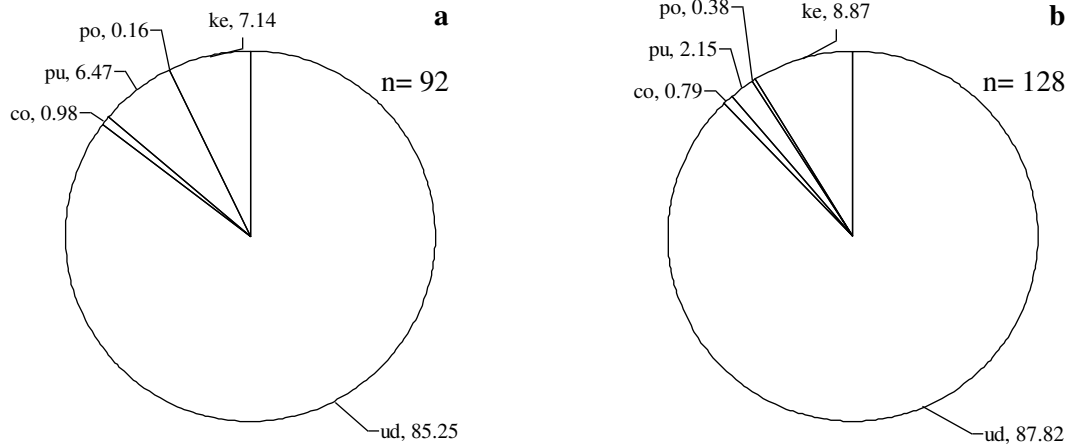 a
ke, 7.14
po, 0.16
pu, 6.47
n= 92
co, 0.98
ud, 85.25
b
po, 0.38
ke, 8.87
pu, 2.15
n= 128
co, 0.79
ud, 87.82